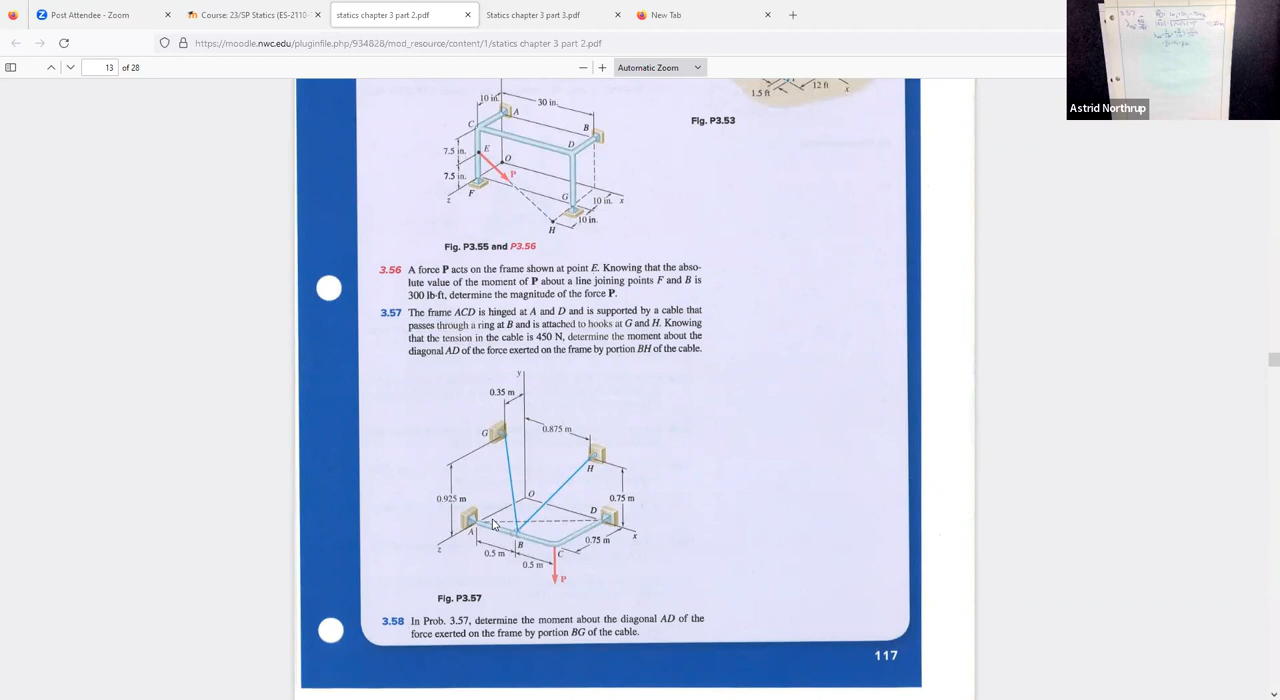 Post Attendee - Zoom
Course: 23/SP Statics (ES-2110-
statics chapter 3 part 2.pdf
Statics chapter 3 part 3.pdf
New Tab
https://moodle.nwc.edu/pluginfile.php/934828/mod_resource/content/1/statics chapter 3 part 2.pdf
13 of 28
Automatic Zoom
3.57
Astrid Northrup
10 in.
30 in.
A
B
C
D
7.5 in.
E
O
P
7.5 in.
F
G
10 in.
x
z
10 in.
H
Fig. P3.55 and P3.56
1.5 ft
12 ft
x
Fig. P3.53
3.56 A force P acts on the frame shown at point E. Knowing that the abso-
lute value of the moment of P about a line joining points F and B is
300 lb·ft, determine the magnitude of the force P.
3.57 The frame ACD is hinged at A and D and is supported by a cable that
passes through a ring at B and is attached to hooks at G and H. Knowing
that the tension in the cable is 450 N, determine the moment about the
diagonal AD of the force exerted on the frame by portion BH of the cable.
y
0.35 m
G
0.875 m
H
0.925 m
O
0.75 m
D
A
x
B
0.75 m
z
0.5 m
C
0.5 m
P
Fig. P3.57
3.58 In Prob. 3.57, determine the moment about the diagonal AD of the
force exerted on the frame by portion BG of the cable.
117